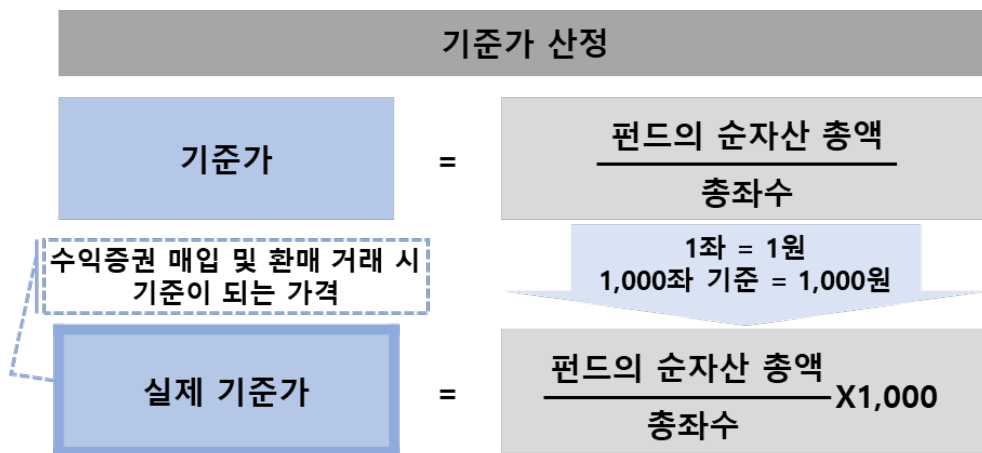 기준가 산정
기준가
=
펀드의 순자산 총액
총좌수
수익증권 매입 및 환매 거래 시
기준이 되는 가격
1좌 = 1원
1,000좌 기준 = 1,000원
실제 기준가
=
펀드의 순자산 총액
총좌수
X1,000